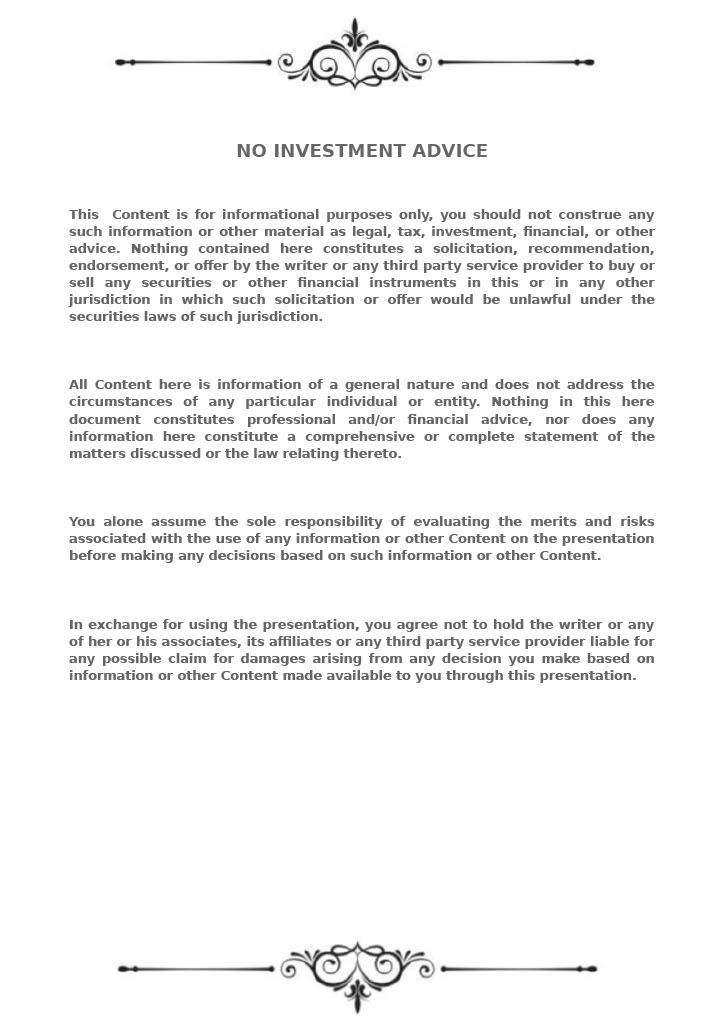 NO INVESTMENT ADVICE
This  Content is for informational purposes only, you should not construe any
such information or other material as legal, tax, investment, financial, or other
advice. Nothing contained here constitutes a solicitation, recommendation,
endorsement, or offer by the writer or any third party service provider to buy or
sell any securities or other financial instruments in this or in any other
jurisdiction in which such solicitation or offer would be unlawful under the
securities laws of such jurisdiction.
All Content here is information of a general nature and does not address the
circumstances of any particular individual or entity. Nothing in this here
document constitutes professional and/or financial advice, nor does any
information here constitute a comprehensive or complete statement of the
matters discussed or the law relating thereto.
You alone assume the sole responsibility of evaluating the merits and risks
associated with the use of any information or other Content on the presentation
before making any decisions based on such information or other Content.
In exchange for using the presentation, you agree not to hold the writer or any
of her or his associates, its affiliates or any third party service provider liable for
any possible claim for damages arising from any decision you make based on
information or other Content made available to you through this presentation.